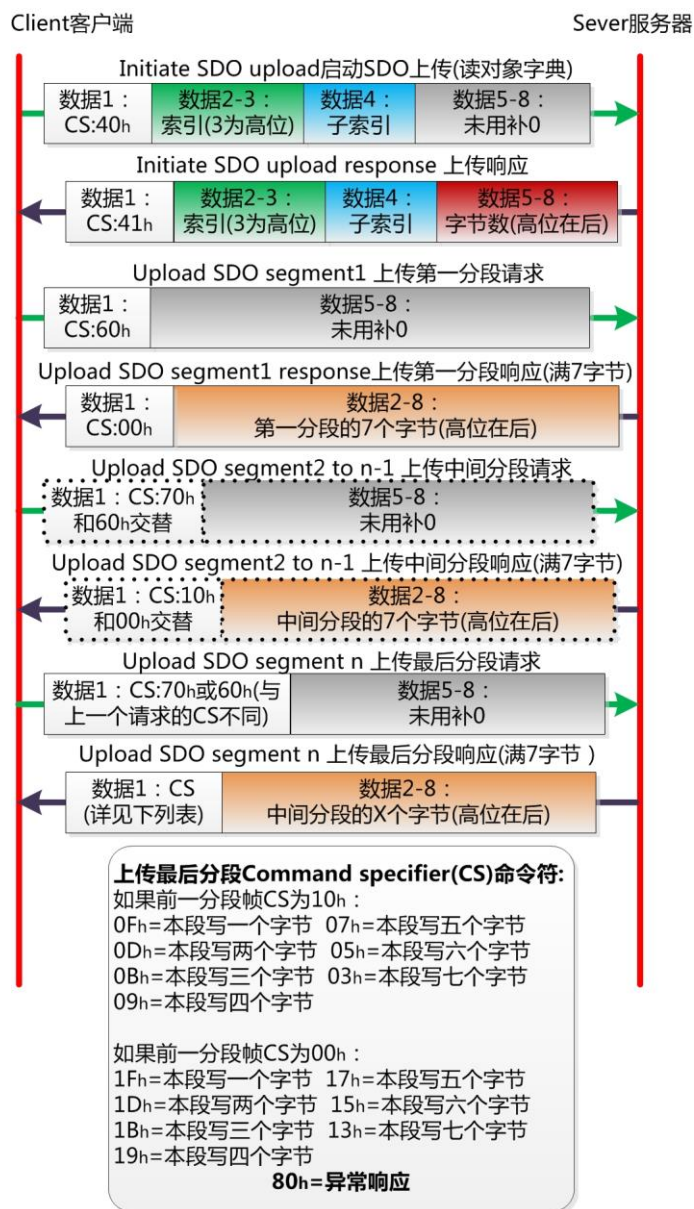 Client客户端
Sever服务器
Initiate SDO upload启动SDO上传(读对象字典)
数据1：
CS:40h
数据2-3：
索引(3为高位)
数据4：
子索引
数据5-8：
未用补0
Initiate SDO upload response 上传响应
数据1：
CS:41h
数据2-3：
索引(3为高位)
数据4：
子索引
数据5-8：
字节数(高位在后)
Upload SDO segment1 上传第一分段请求
数据1：
CS:60h
数据5-8：
未用补0
Upload SDO segment1 response上传第一分段响应(满7字节)
数据1：
CS:00h
数据2-8：
第一分段的7个字节(高位在后)
Upload SDO segment2 to n-1 上传中间分段请求
数据1：CS:70h
和60h交替
数据5-8：
未用补0
Upload SDO segment2 to n-1 上传中间分段响应(满7字节)
数据1：CS:10h
和00h交替
数据2-8：
中间分段的7个字节(高位在后)
Upload SDO segment n 上传最后分段请求
数据1：CS:70h或60h(与
上一个请求的CS不同)
数据5-8：
未用补0
Upload SDO segment n 上传最后分段响应(满7字节 )
数据1：CS
(详见下列表)
数据2-8：
中间分段的X个字节(高位在后)
上传最后分段Command specifier(CS)命令符:
如果前一分段帧CS为10h：
0Fh=本段写一个字节 07h=本段写五个字节
0Dh=本段写两个字节 05h=本段写六个字节
0Bh=本段写三个字节 03h=本段写七个字节
09h=本段写四个字节
如果前一分段帧CS为00h：
1Fh=本段写一个字节 17h=本段写五个字节
1Dh=本段写两个字节 15h=本段写六个字节
1Bh=本段写三个字节 13h=本段写七个字节
19h=本段写四个字节
80h=异常响应